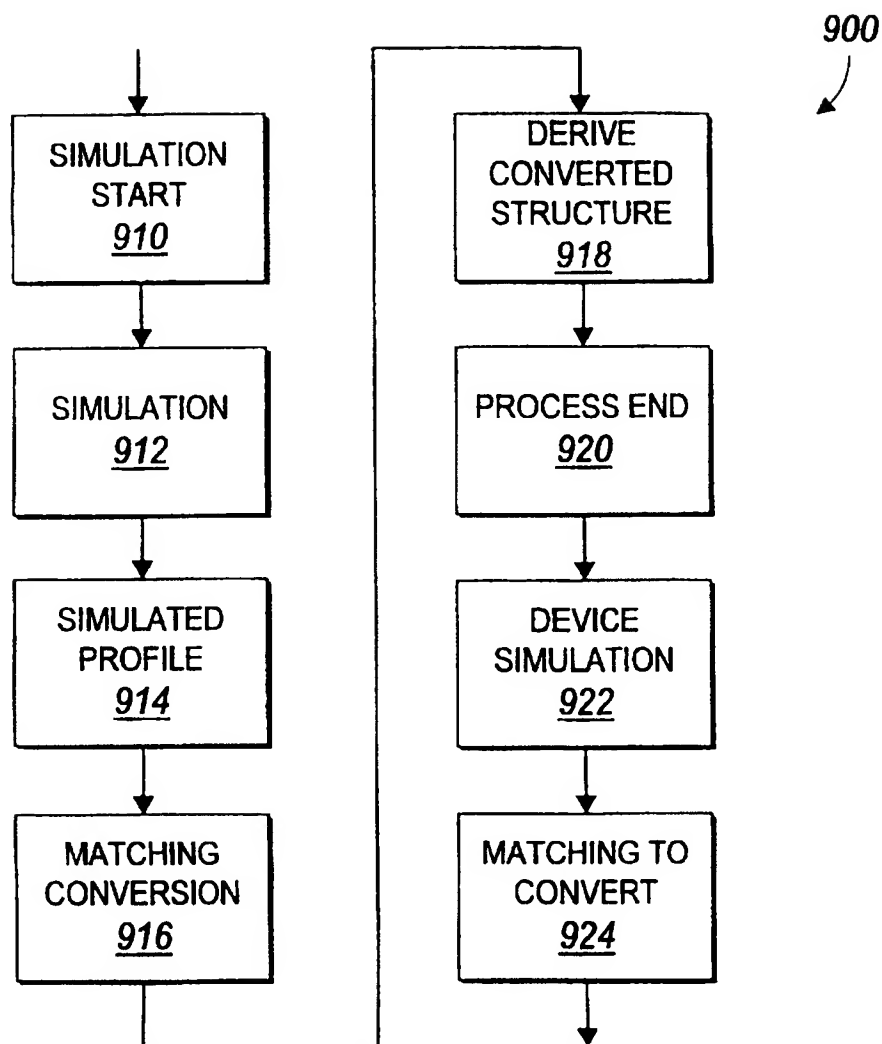 900
SIMULATION
START
910
SIMULATION
912
SIMULATED
PROFILE
914
MATCHING
CONVERSION
916
DERIVE
CONVERTED
STRUCTURE
918
PROCESS END
920
DEVICE
SIMULATION
922
MATCHING TO
CONVERT
924